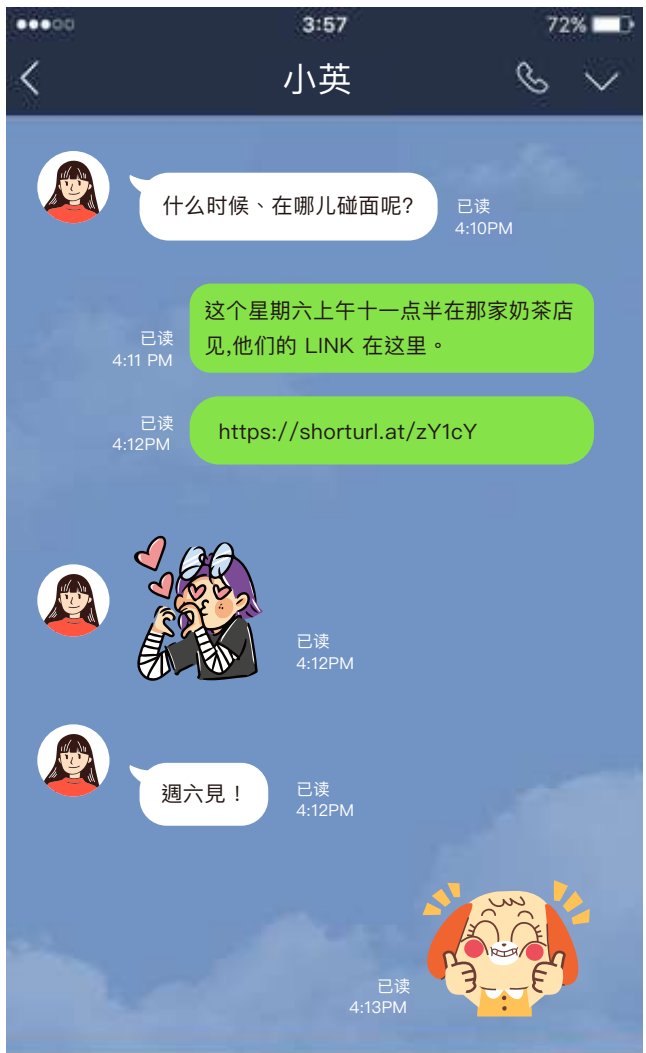 3:57
72%
小英
什么时候、在哪儿碰面呢?
已读
4:10PM
这个星期六上午十一点半在那家奶茶店
见,他们的 LINK 在这里。
已读
4:11 PM
https://shorturl.at/zY1cY
已读
4:12PM
已读
4:12PM
週六見！
已读
4:12PM
已读
4:13PM